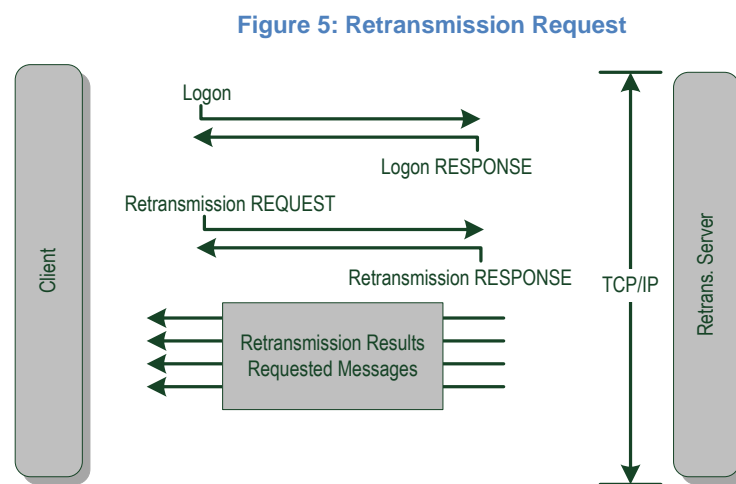 Figure 5: Retransmission Request
Logon
Logon RESPONSE
Retransmission REQUEST
Retransmission RESPONSE
Client
TCP/IP
Retrans. Server
Retransmission Results
Requested Messages